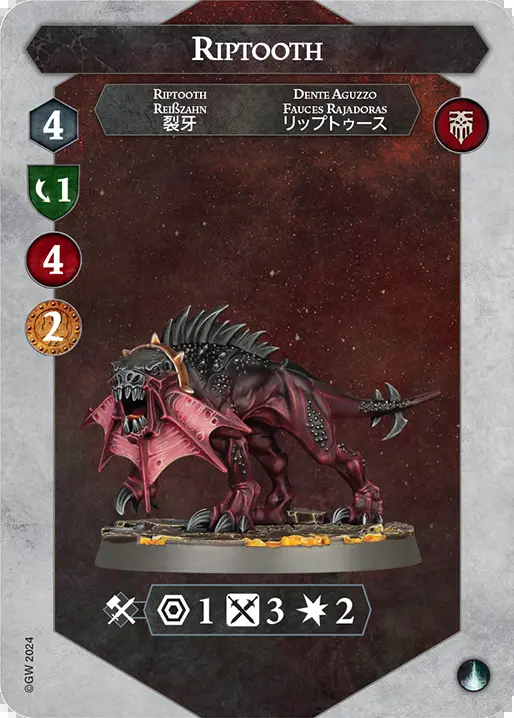 Riptooth
Riptooth
Reißzahn
裂牙
Dente Aguzzo
Fauces Rajadoras
リップトゥース
4
1
4
2
1 3 2
©GW 2024